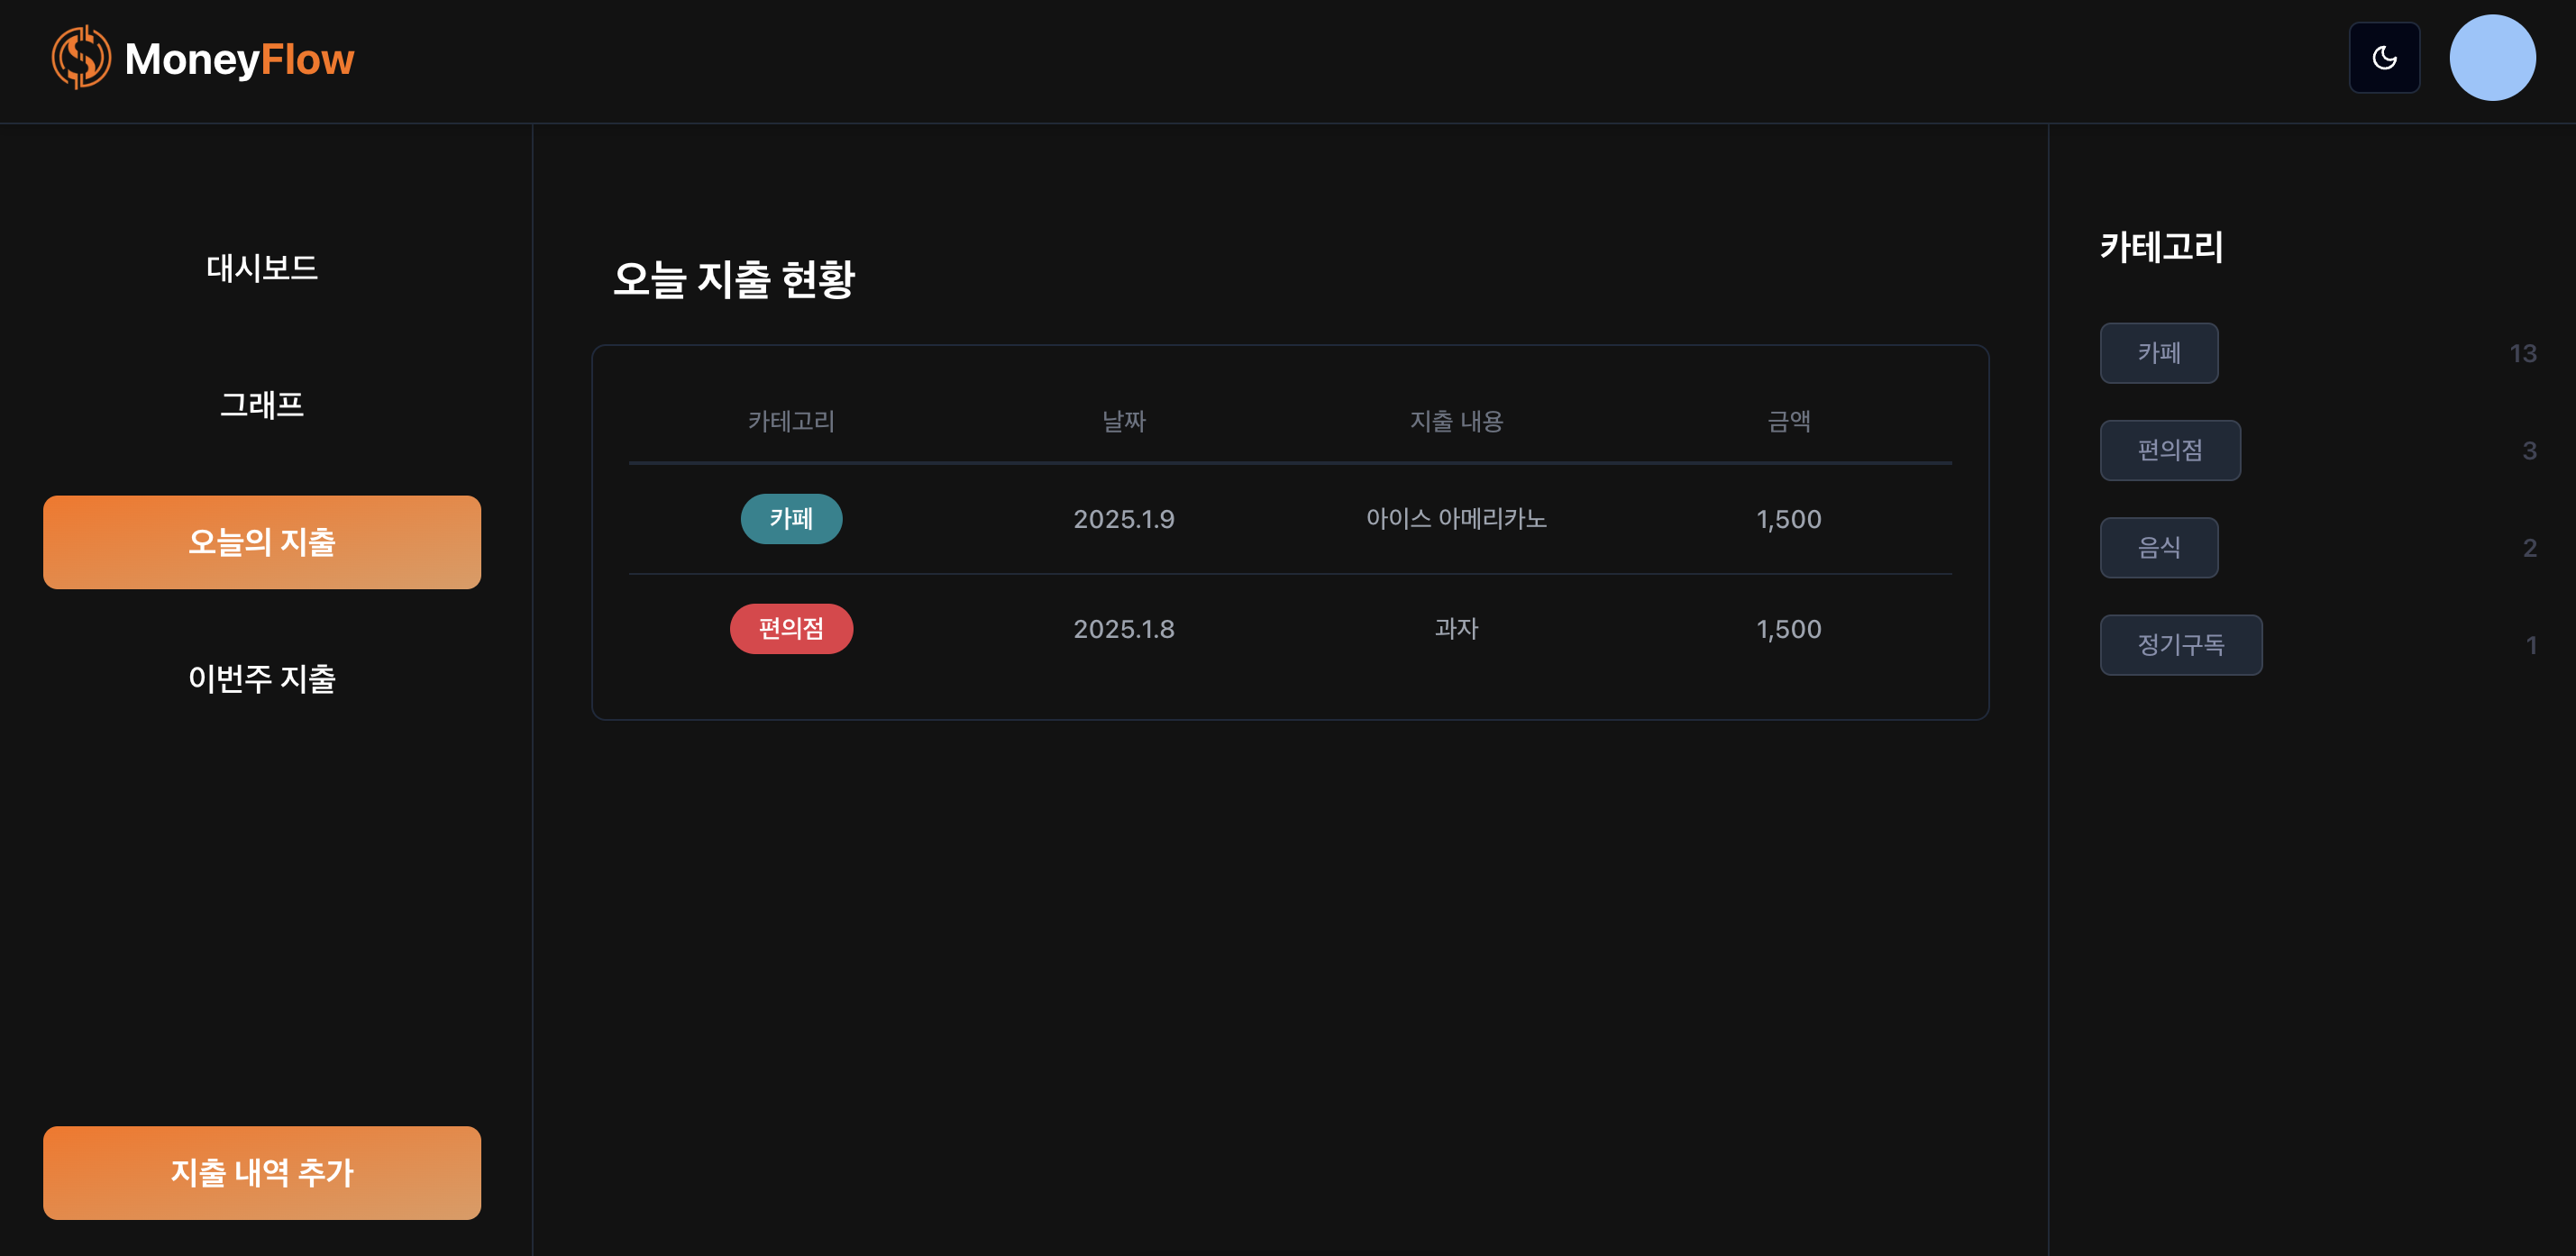 MoneyFlow
대시보드
그래프
오늘의 지출
이번주 지출
지출 내역 추가
오늘 지출 현황
카테고리 날짜 지출 내용 금액
카페 2025.1.9 아이스 아메리카노 1,500
편의점 2025.1.8 과자 1,500
카테고리
카페 13
편의점 3
음식 2
정기구독 1